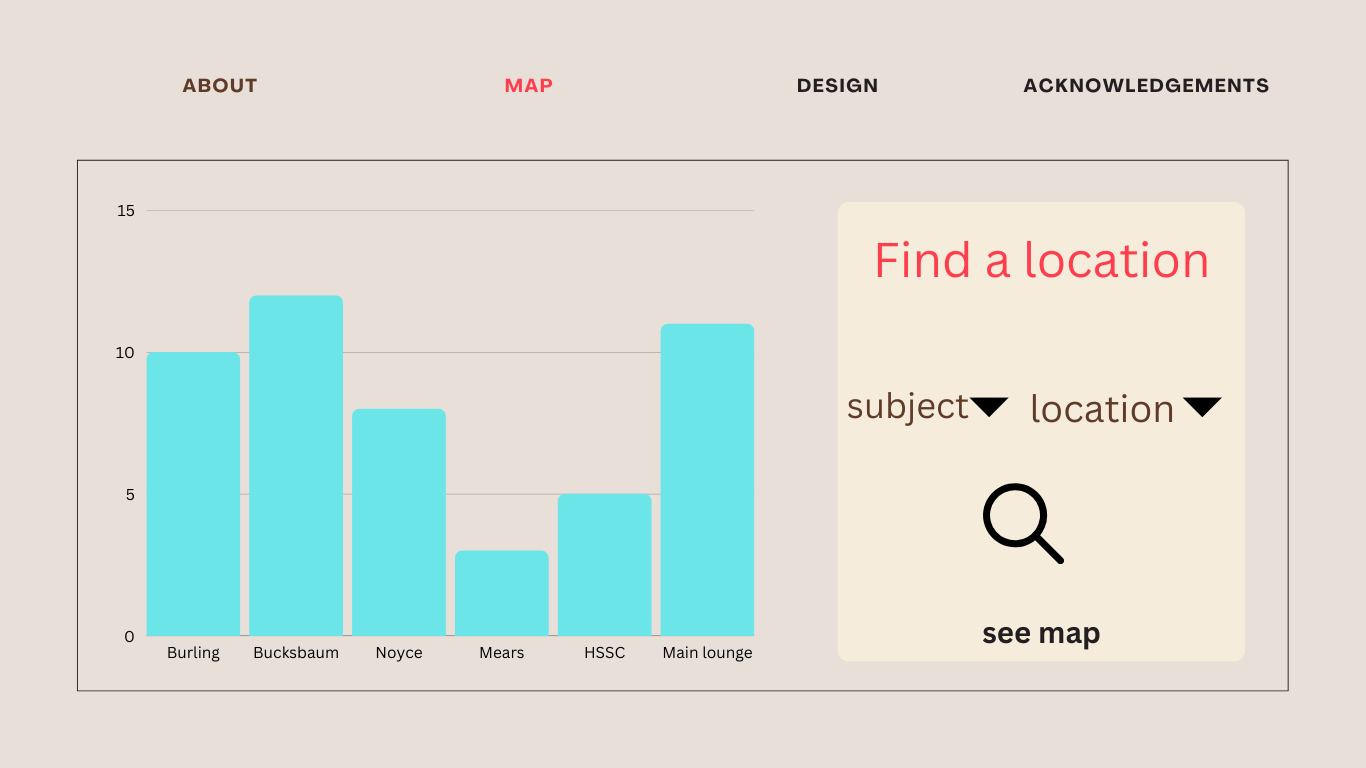 ABOUT MAP DESIGN ACKNOWLEDGEMENTS
15
10
5
0
Burling Bucksbaum Noyce Mears HSSC Main lounge
Find a location
subject location
see map